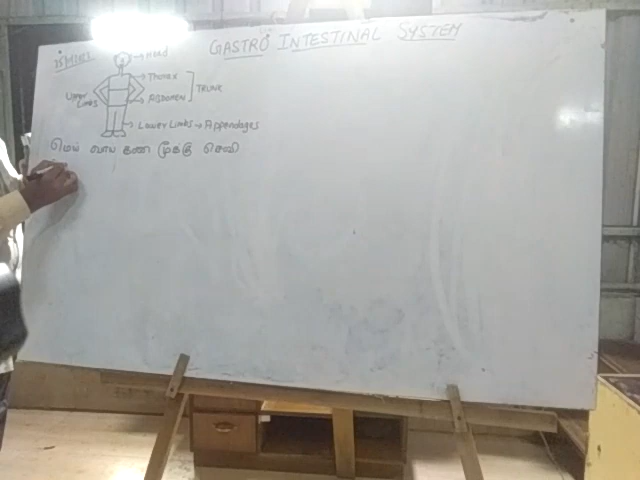 GASTRO INTESTINAL SYSTEM
Head
Thorax
Upper Limbs
ABDOMEN
TRUNK
Lower Limbs → Appendages
மெய் வாய் கண் மூக்கு செவி